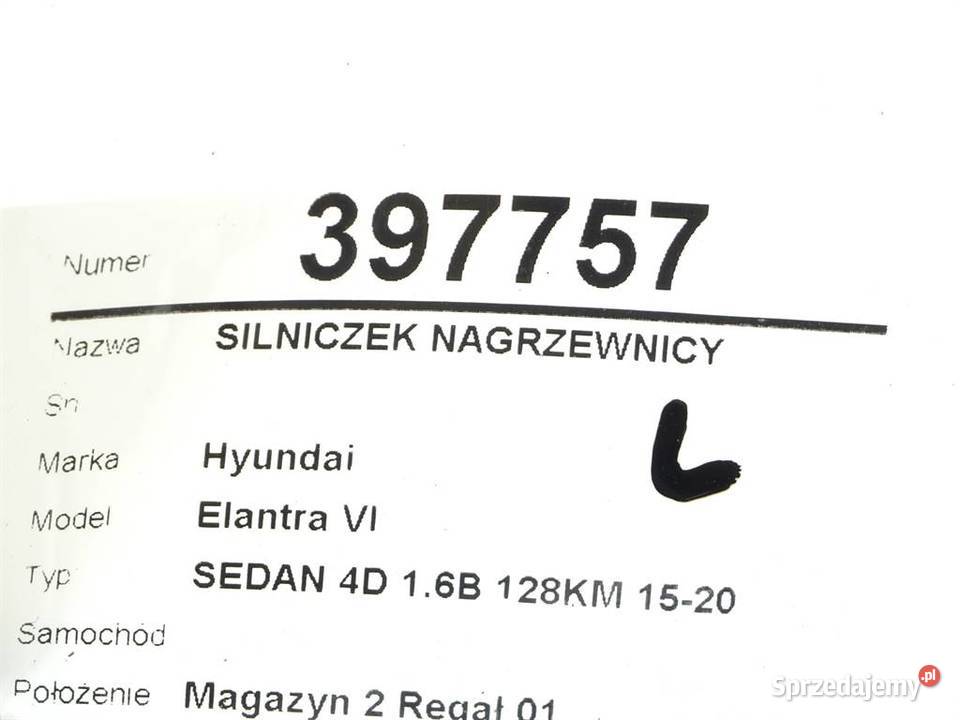 Numer 397757
Nazwa SILNICZEK NAGRZEWNICY
Sn
Marka Hyundai
Model Elantra VI
Typ SEDAN 4D 1.6B 128KM 15-20
Samochód
Położenie Magazyn 2 Regał 01
L
Sprzedajemy.pl